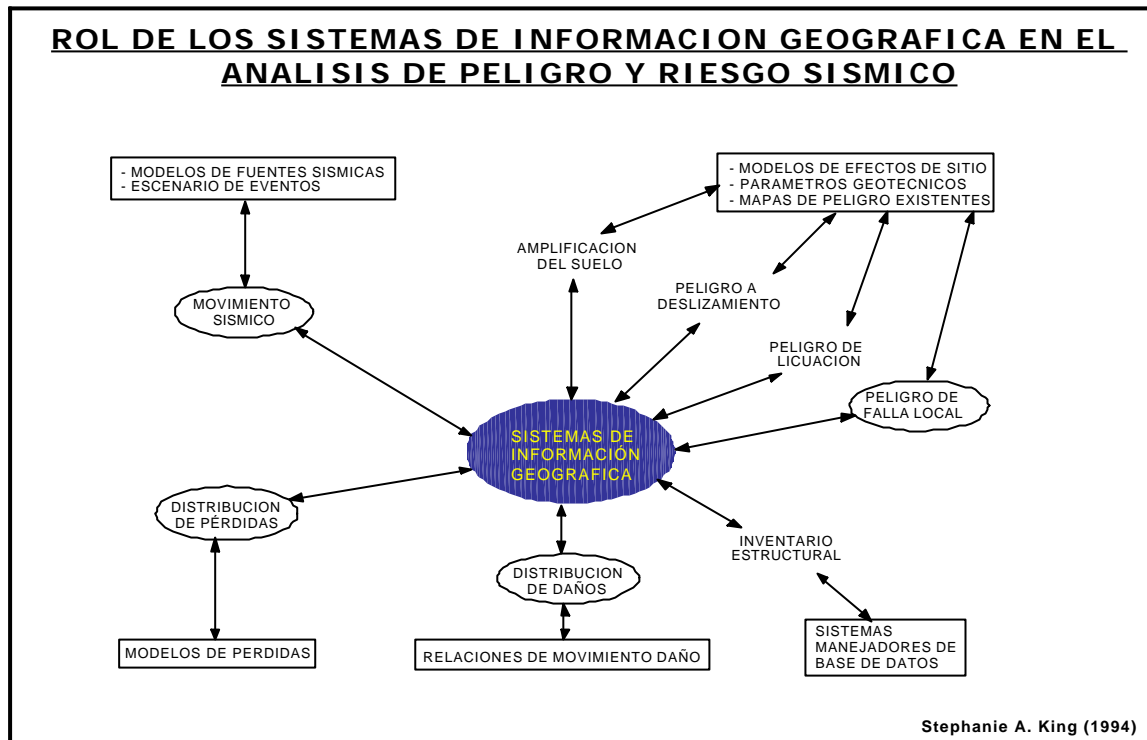 ROL DE LOS SISTEMAS DE INFORMACION GEOGRAFICA EN EL
ANALISIS DE PELIGRO Y RIESGO SISMICO
- MODELOS DE FUENTES SISMICAS
- ESCENARIO DE EVENTOS
- MODELOS DE EFECTOS DE SITIO
- PARAMETROS GEOTECNICOS
- MAPAS DE PELIGRO EXISTENTES
AMPLIFICACION
DEL SUELO
PELIGRO A
DESLIZAMIENTO
MOVIMIENTO
SISMICO
PELIGRO DE
LICUACION
PELIGRO DE
FALLA LOCAL
SISTEMAS DE
INFORMACIÓN
GEOGRAFICA
DISTRIBUCION
DE PÉRDIDAS
INVENTARIO
ESTRUCTURAL
DISTRIBUCION
DE DAÑOS
MODELOS DE PERDIDAS
RELACIONES DE MOVIMIENTO DAÑO
SISTEMAS
MANEJADORES DE
BASE DE DATOS
Stephanie A. King (1994)